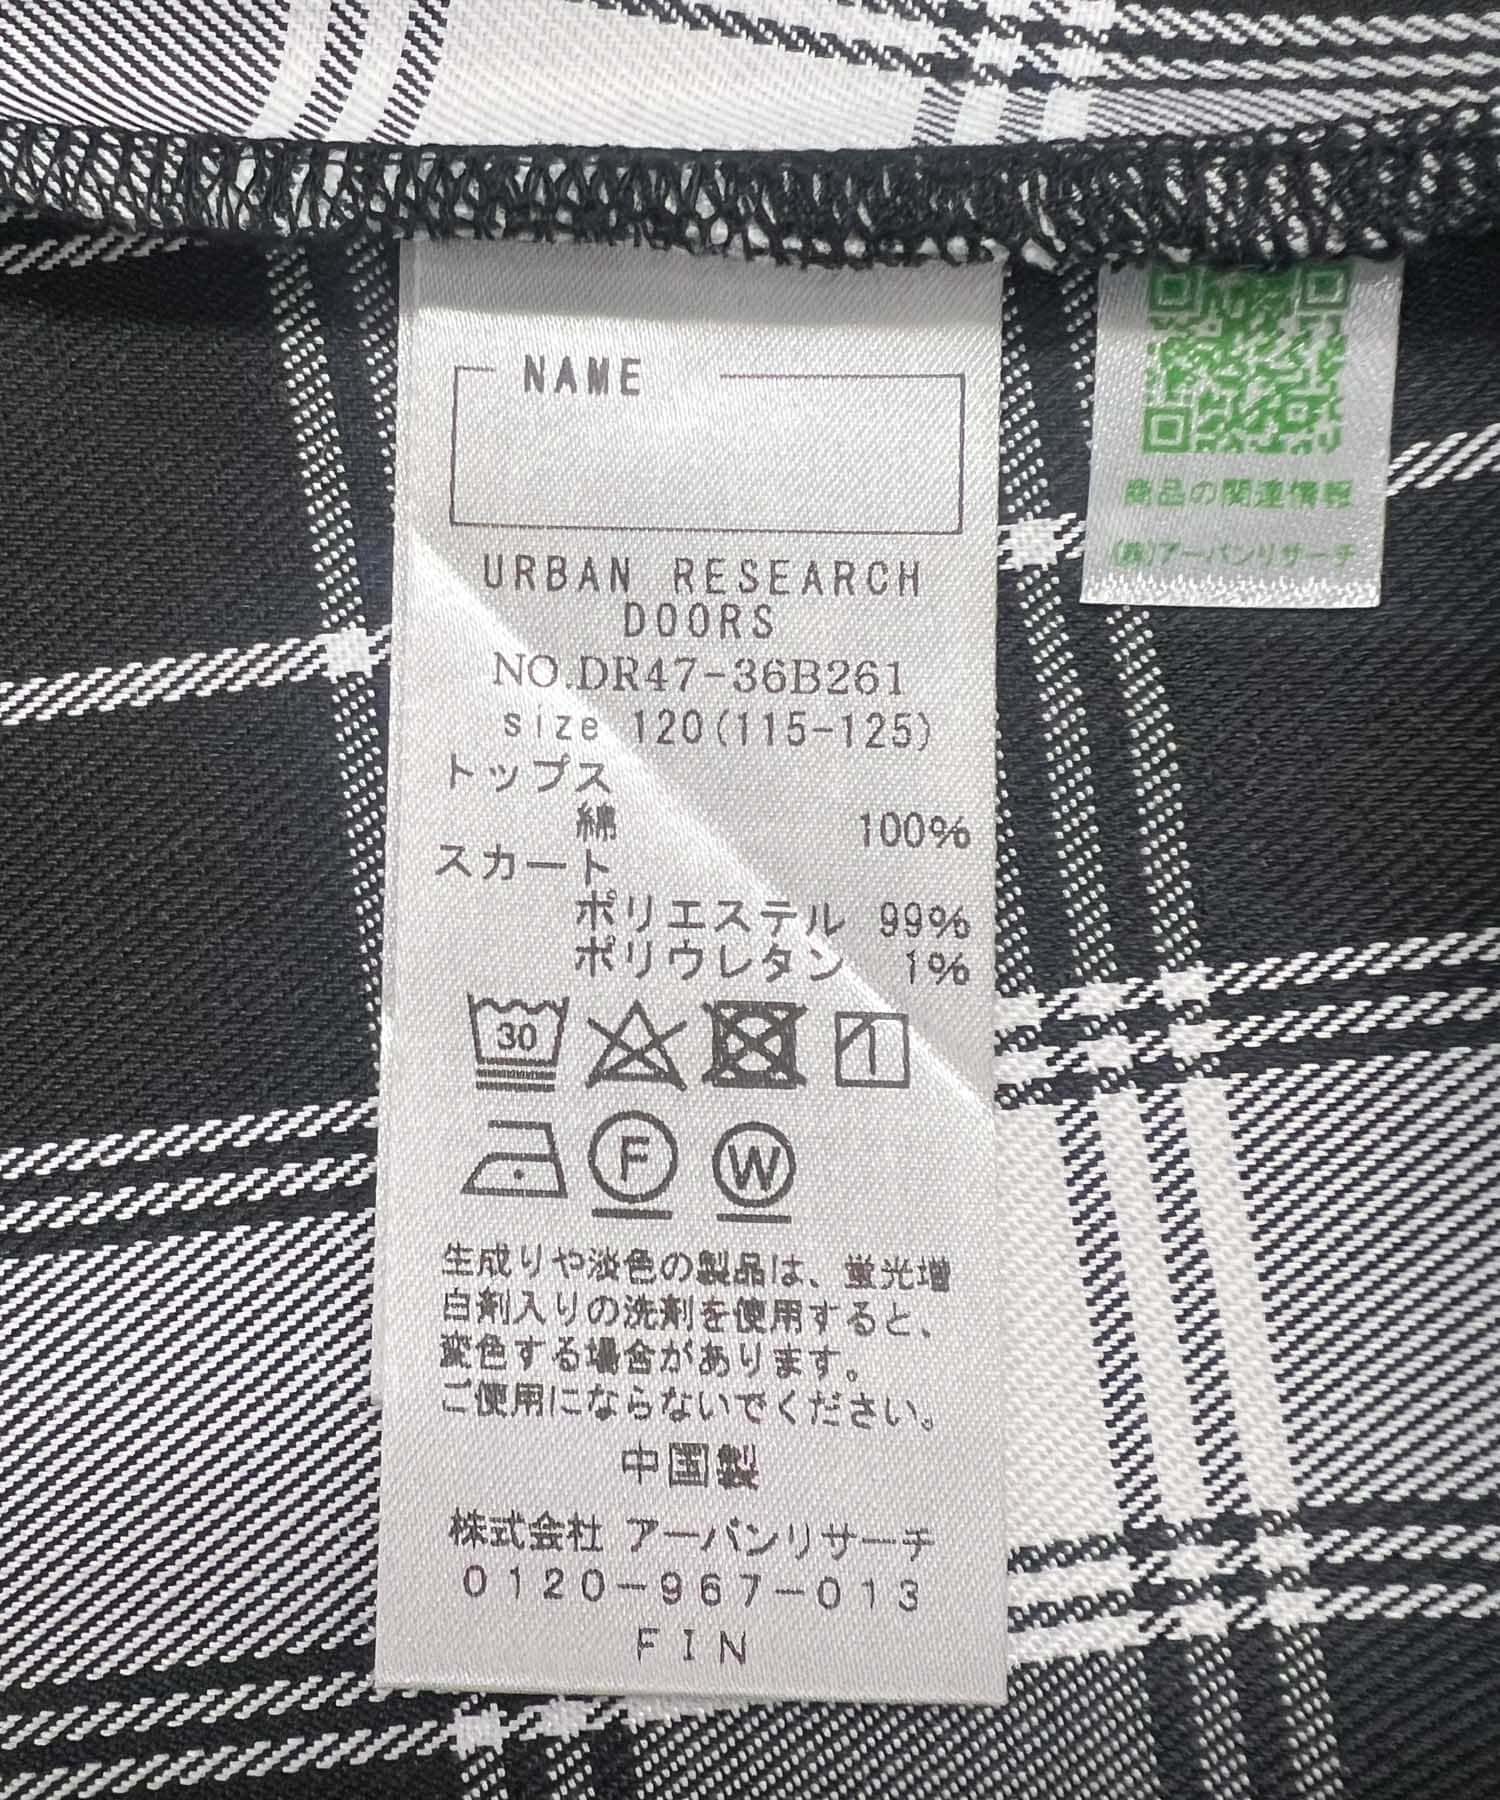 NAME
URBAN RESEARCH
DOORS
NO.DR47-36B261
size 120(115-125)
トップス
綿 100%
スカート
ポリエステル 99%
ポリウレタン 1%
30
1
F
W
生成りや淡色の製品は、蛍光増
白剤入りの洗剤を使用すると、
変色する場合があります。
ご使用にならないでください。
中国製
株式会社 アーバンリサーチ
0120-967-013
FIN
商品の関連情報
(株)アーバンリサーチ